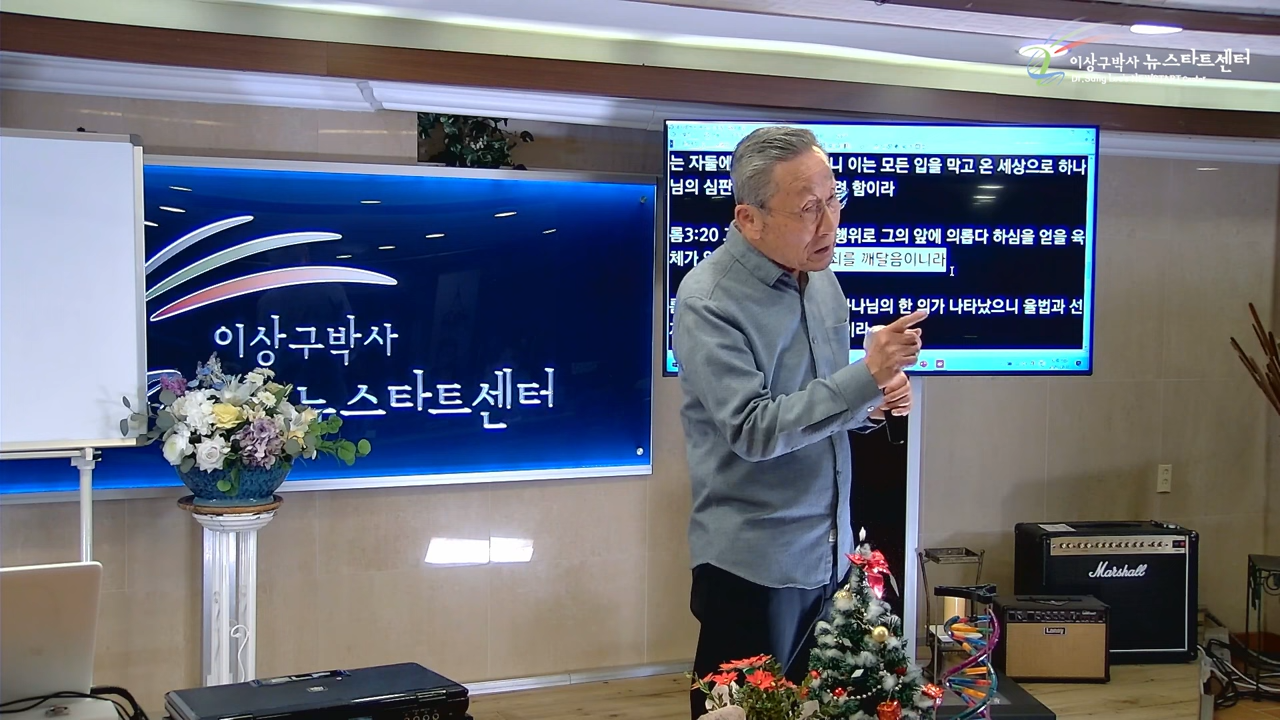 이상구박사 뉴스타트센터
는 자들에
니 이는 모든 입을 막고 온 세상으로 하나
님의 심판
함이라
롬3:20
행위로 그의 앞에 의롭다 하심을 얻을 육
체가
죄를 깨달음이니라
하나님의 한 의가 나타났으니 율법과 선
이라
이상구박사
뉴스타트센터
Marshall
Laney